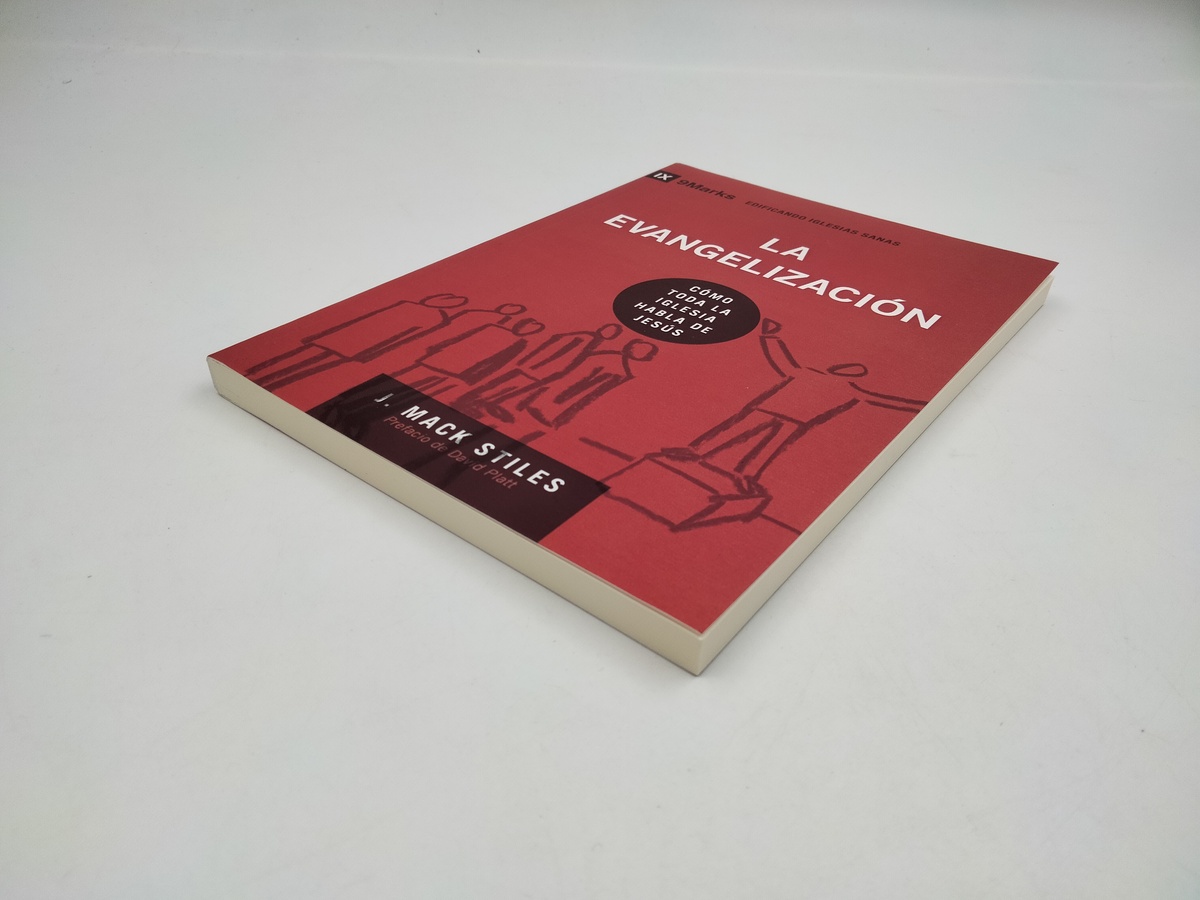 IX 9Marks EDIFICANDO IGLESIAS SANAS
LA
EVANGELIZACIÓN
CÓMO
TODA LA
IGLESIA
HABLA DE
JESÚS
J. MACK STILES
Prefacio de David Platt